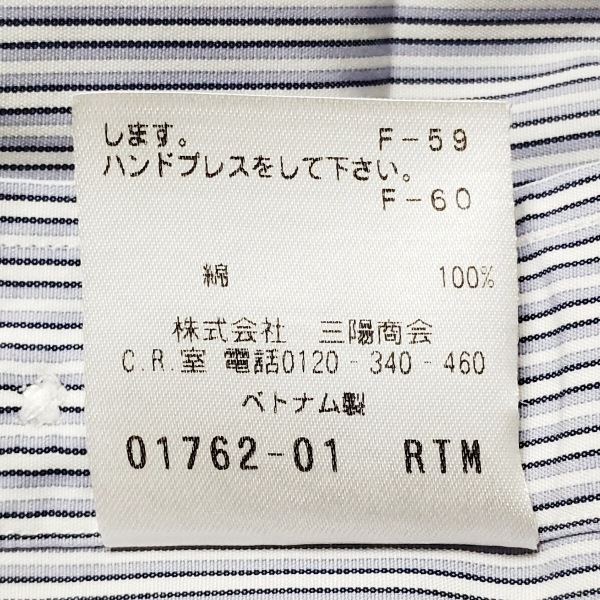 します。 F-59
ハンドプレスをして下さい。
F-60
綿 100%
株式会社 三陽商会
C.R.室 電話0120-340-460
ベトナム製
01762-01 RTM